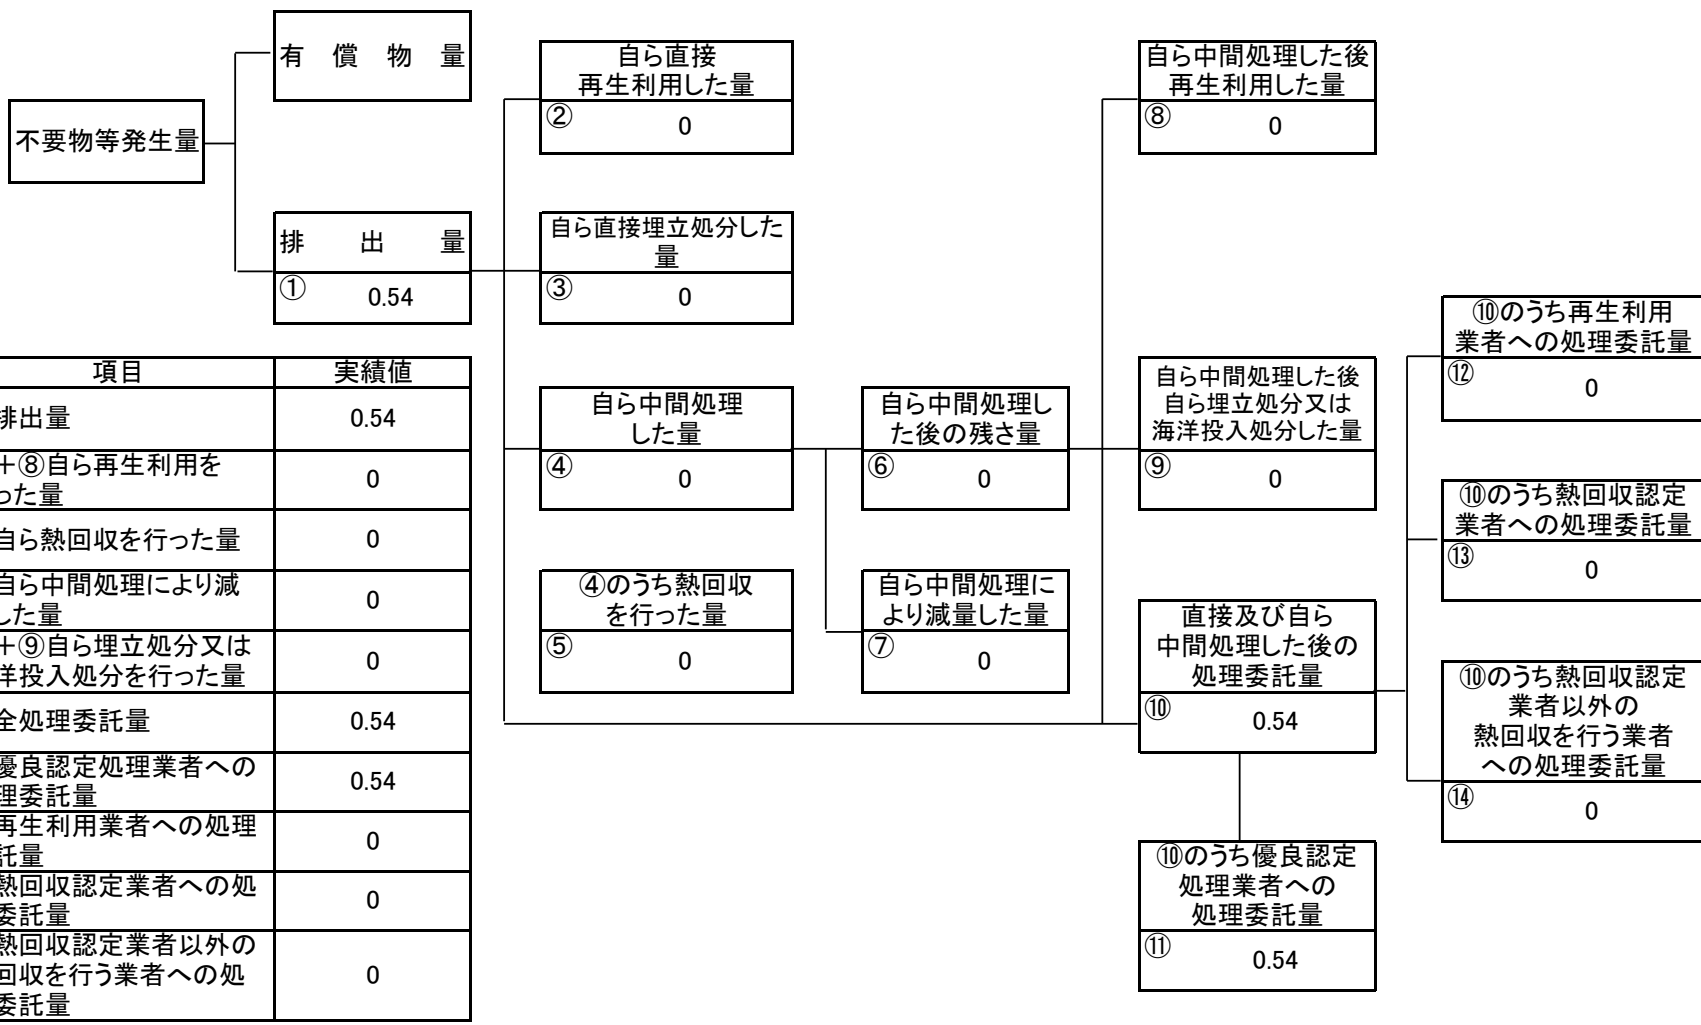 不要物等発生量
有償物量
排出量
①
0.54
自ら直接
再生利用した量
②
0
自ら直接埋立処分した
量
③
0
自ら中間処理
した量
④
0
④のうち熱回収
を行った量
⑤
0
自ら中間処理し
た後の残さ量
⑥
0
自ら中間処理に
より減量した量
⑦
0
自ら中間処理した後
再生利用した量
⑧
0
自ら中間処理した後
自ら埋立処分又は
海洋投入処分した量
⑨
0
直接及び自ら
中間処理した後の
処理委託量
⑩
0.54
⑩のうち優良認定
処理業者への
処理委託量
⑪
0.54
⑩のうち再生利用
業者への処理委託量
⑫
0
⑩のうち熱回収認定
業者への処理委託量
⑬
0
⑩のうち熱回収認定
業者以外の
熱回収を行う業者
への処理委託量
⑭
0
項目 実績値
排出量 0.54
+⑧自ら再生利用を
った量 0
自ら熱回収を行った量 0
自ら中間処理により減
した量 0
+⑨自ら埋立処分又は
洋投入処分を行った量 0
全処理委託量 0.54
優良認定処理業者への
理委託量 0.54
再生利用業者への処理
託量 0
熱回収認定業者への処
委託量 0
熱回収認定業者以外の
回収を行う業者への処
委託量 0